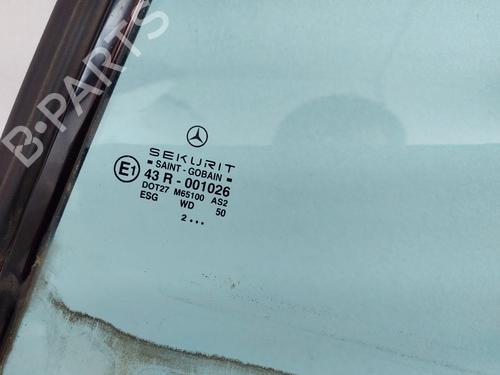 B-PARTS
SEKURIT
SAINT - GOBAIN
E1 43 R - 001026
DOT27 M65100 AS2
ESG WD 50
2...